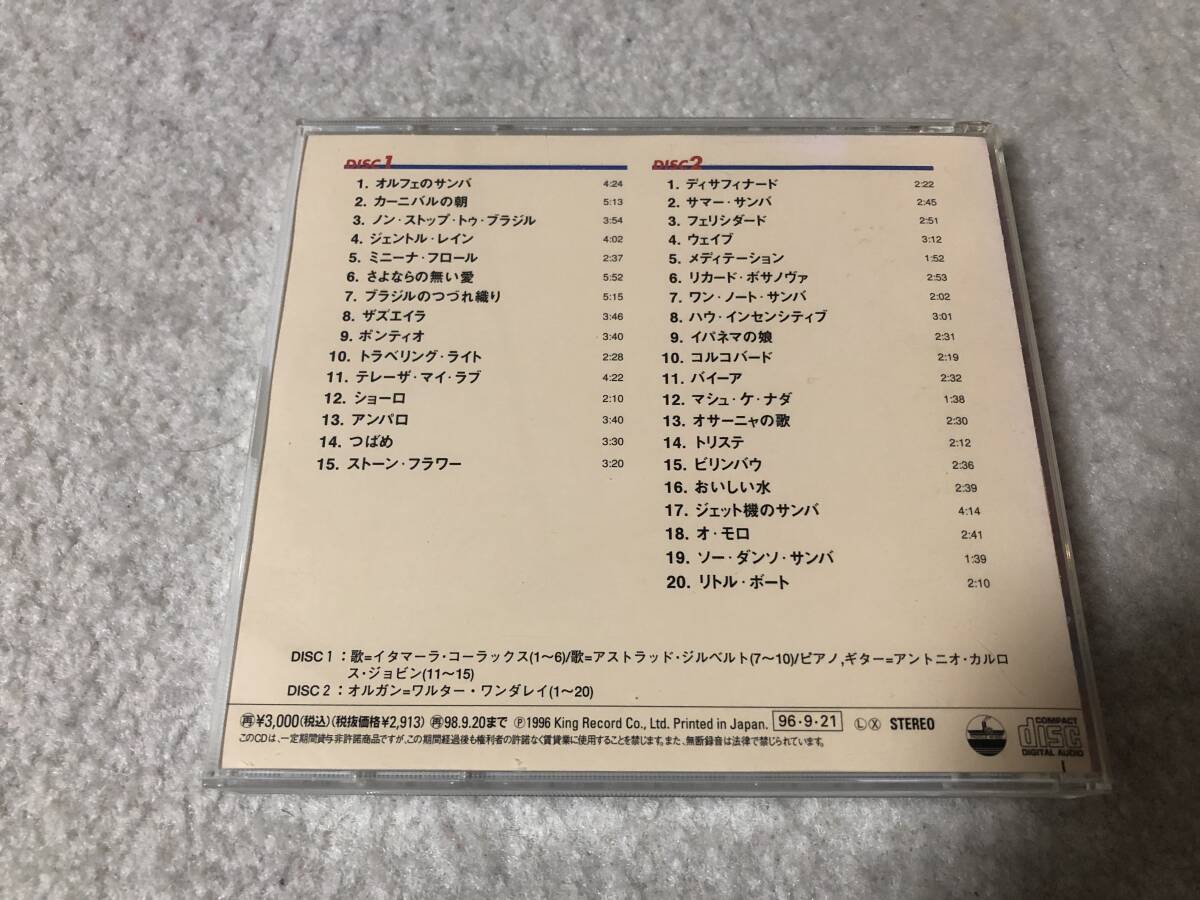 DISC1
1. オルフェのサンバ 4:24
2. カーニバルの朝 5:13
3. ノン・ストップ・トゥ・ブラジル 3:54
4. ジェントル・レイン 4:02
5. ミニーナ・フロール 2:37
6. さよならの無い愛 5:52
7. ブラジルのつづれ織り 5:15
8. ザズエイラ 3:46
9. ポンティオ 3:40
10. トラベリング・ライト 2:28
11. テレーザ・マイ・ラブ 4:22
12. ショーロ 2:10
13. アンパロ 3:40
14. つばめ 3:30
15. ストーン・フラワー 3:20
DISC2
1. ディサフィナード 2:22
2. サマー・サンバ 2:45
3. フェリシダード 2:51
4. ウェイブ 3:12
5. メディテーション 1:52
6. リカード・ボサノヴァ 2:53
7. ワン・ノート・サンバ 2:02
8. ハウ・インセンシティブ 3:01
9. イパネマの娘 2:31
10. コルコバード 2:19
11. バイーア 2:32
12. マシュ・ケ・ナダ 1:38
13. オサーニャの歌 2:30
14. トリステ 2:12
15. ビリンバウ 2:36
16. おいしい水 2:39
17. ジェット機のサンバ 4:14
18. オ・モロ 2:41
19. ソー・ダンソ・サンバ 1:39
20. リトル・ボート 2:10
DISC 1：歌=イタマーラ・コーラックス(1〜6)/歌=アストラッド・ジルベルト(7〜10)/ピアノ,ギター=アントニオ・カルロ
ス・ジョビン(11〜15)
DISC 2：オルガン=ワルター・ワンダレイ(1〜20)
㊢¥3,000(税込)(税抜価格¥2,913) ㊢98.9.20まで Ⓟ1996 King Record Co., Ltd. Printed in Japan. 96・9・21 ⓁⓍ STEREO
このCDは、一定期間貸与非許諾商品ですが、この期間経過後も権利者の許諾なく賃貸業に使用することを禁じます。また、無断録音は法律で禁じられています。
COMPACT
disc
DIGITAL AUDIO